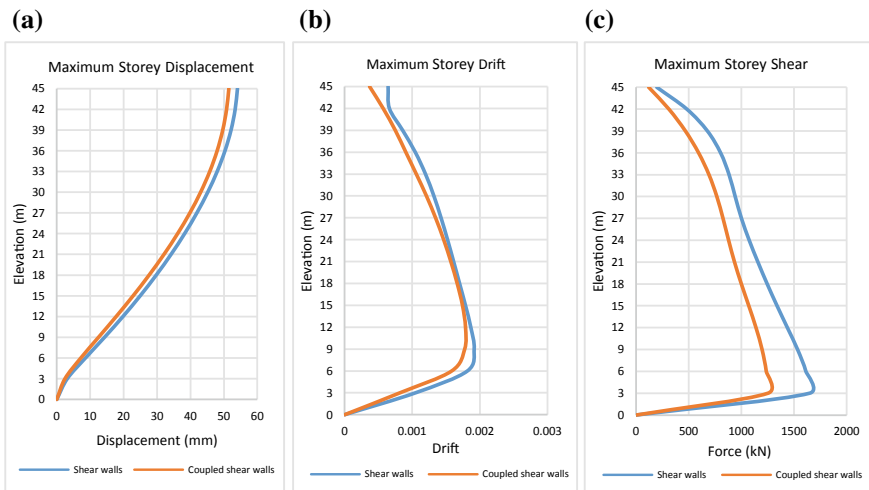 (a)
Maximum Storey Displacement
Elevation (m)
45
42
39
36
33
30
27
24
21
18
15
12
9
6
3
0
0 10 20 30 40 50 60
Displacement (mm)
Shear walls Coupled shear walls
(b)
Maximum Storey Drift
Elevation (m)
45
42
39
36
33
30
27
24
21
18
15
12
9
6
3
0
0 0.001 0.002 0.003
Drift
Shear walls Coupled shear walls
(c)
Maximum Storey Shear
Elevation (m)
45
42
39
36
33
30
27
24
21
18
15
12
9
6
3
0
0 500 1000 1500 2000
Force (kN)
Shear walls Coupled shear walls